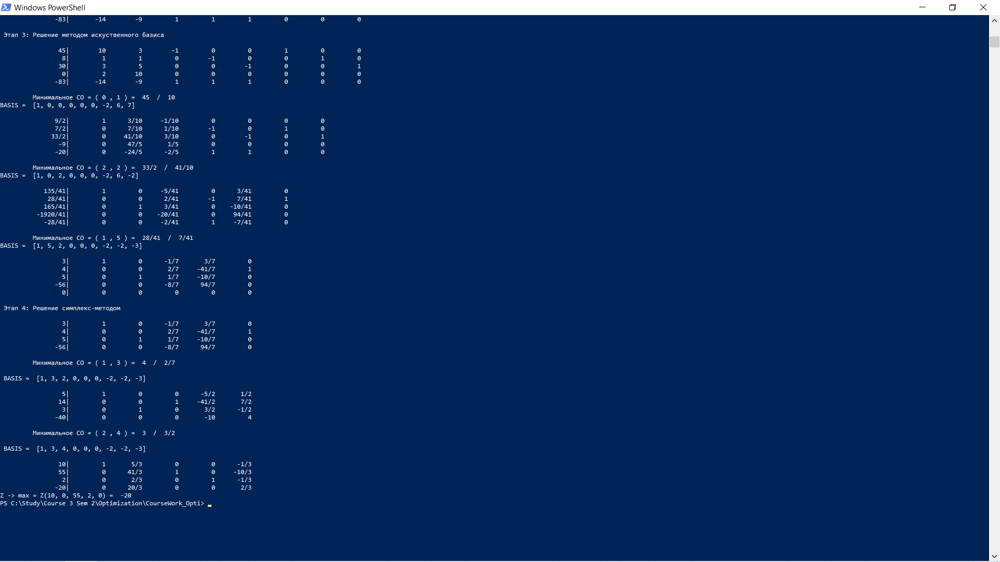 Windows PowerShell
-83| -14 -9 1 1 1 0 0 0
Этап 3: Решение методом искуственного базиса
45| 10 3 -1 0 0 1 0 0
8| 1 1 0 -1 0 0 1 0
30| 3 5 0 0 -1 0 0 1
0| 2 10 0 0 0 0 0 0
-83| -14 -9 1 1 1 0 0 0
Минимальное СО = ( 0 , 1 ) = 45 / 10
BASIS = [1, 0, 0, 0, 0, 0, -2, 6, 7]
9/2| 1 3/10 -1/10 0 0 0 0
7/2| 0 7/10 1/10 -1 0 1 0
33/2| 0 41/10 3/10 0 -1 0 1
-9| 0 47/5 1/5 0 0 0 0
-20| 0 -24/5 -2/5 1 1 0 0
Минимальное СО = ( 2 , 2 ) = 33/2 / 41/10
BASIS = [1, 0, 2, 0, 0, 0, -2, 6, -2]
135/41| 1 0 -5/41 0 3/41 0
28/41| 0 0 2/41 -1 7/41 1
165/41| 0 1 3/41 0 -10/41 0
-1920/41| 0 0 -20/41 0 94/41 0
-28/41| 0 0 -2/41 1 -7/41 0
Минимальное СО = ( 1 , 5 ) = 28/41 / 7/41
BASIS = [1, 5, 2, 0, 0, 0, -2, -2, -3]
3| 1 0 -1/7 3/7 0
4| 0 0 2/7 -41/7 1
5| 0 1 1/7 -10/7 0
-56| 0 0 -8/7 94/7 0
0| 0 0 0 0 0
Этап 4: Решение симплекс-методом
3| 1 0 -1/7 3/7 0
4| 0 0 2/7 -41/7 1
5| 0 1 1/7 -10/7 0
-56| 0 0 -8/7 94/7 0
Минимальное СО = ( 1 , 3 ) = 4 / 2/7
BASIS = [1, 3, 2, 0, 0, 0, -2, -2, -3]
5| 1 0 0 -5/2 1/2
14| 0 0 1 -41/2 7/2
3| 0 1 0 3/2 -1/2
-40| 0 0 0 -10 4
Минимальное СО = ( 2 , 4 ) = 3 / 3/2
BASIS = [1, 3, 4, 0, 0, 0, -2, -2, -3]
10| 1 5/3 0 0 -1/3
55| 0 41/3 1 0 -10/3
2| 0 2/3 0 1 -1/3
-20| 0 20/3 0 0 2/3
Z -> max = Z(10, 0, 55, 2, 0) = -20
PS C:\Study\Course 3 Sem 2\Optimization\CourseWork_Opti>